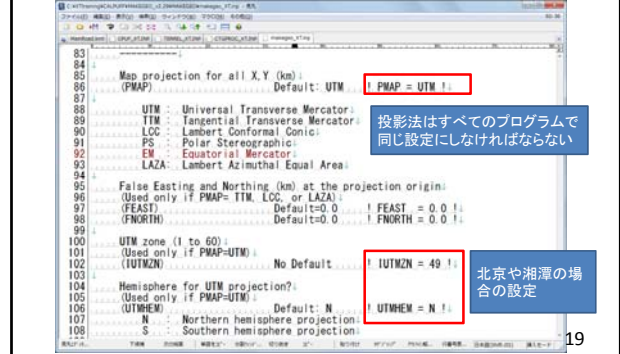 83 ----------
84
85 Map projection for all X,Y (km)
86 (PMAP) Default: UTM ! PMAP = UTM !
87
88 UTM : Universal Transverse Mercator
89 TTM : Tangential Transverse Mercator
90 LCC : Lambert Conformal Conic
91 PS : Polar Stereographic
92 EM : Equatorial Mercator
93 LAZA: Lambert Azimuthal Equal Area
94
95 False Easting and Northing (km) at the projection origin
96 (Used only if PMAP= TTM, LCC, or LAZA)
97 (FEAST) Default=0.0 ! FEAST = 0.0 !
98 (FNORTH) Default=0.0 ! FNORTH = 0.0 !
99
100 UTM zone (1 to 60)
101 (Used only if PMAP=UTM)
102 (IUTMZN) No Default ! IUTMZN = 49 !
103
104 Hemisphere for UTM projection?
105 (Used only if PMAP=UTM)
106 (UTMHEM) Default: N ! UTMHEM = N !
107 N : Northern hemisphere projection
108 S : Southern hemisphere projection
投影法はすべてのプログラムで
同じ設定にしなければならない
北京や湘潭の場
合の設定
19